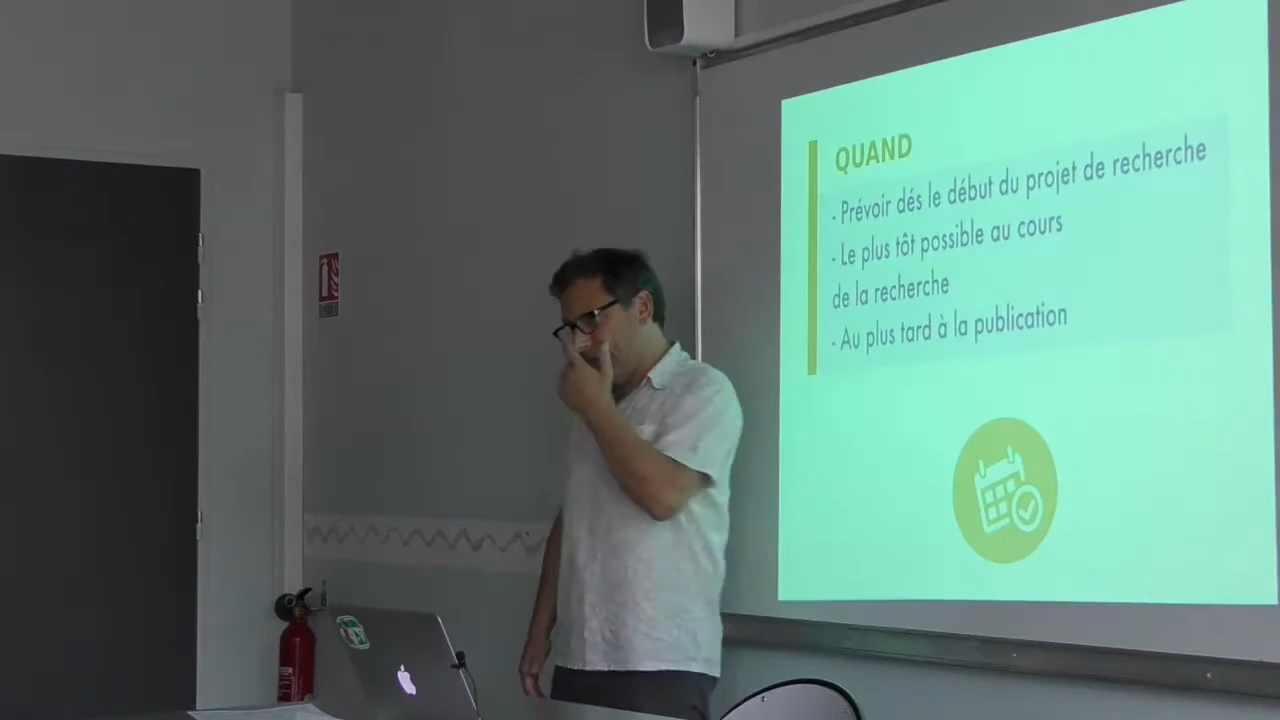 QUAND
- Prévoir dés le début du projet de recherche
- Le plus tôt possible au cours
de la recherche
- Au plus tard à la publication